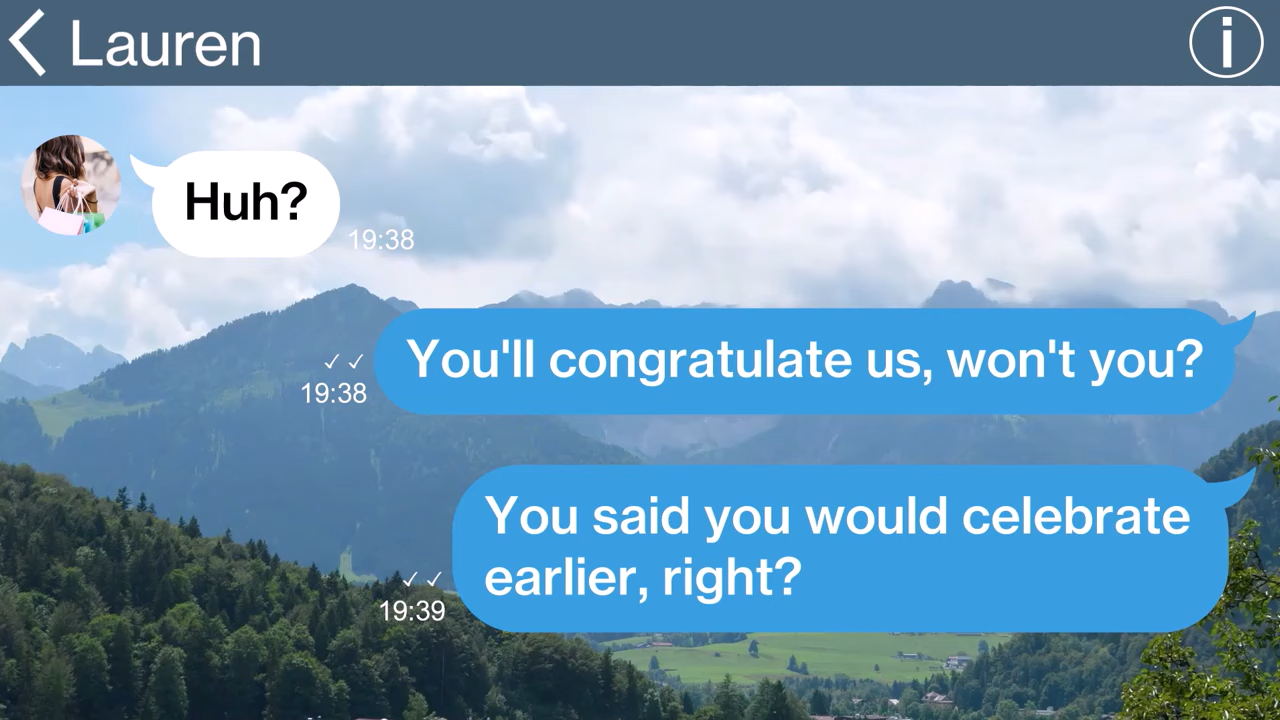 Lauren
Huh?
19:38
You'll congratulate us, won't you?
✓✓
19:38
You said you would celebrate
earlier, right?
✓✓
19:39